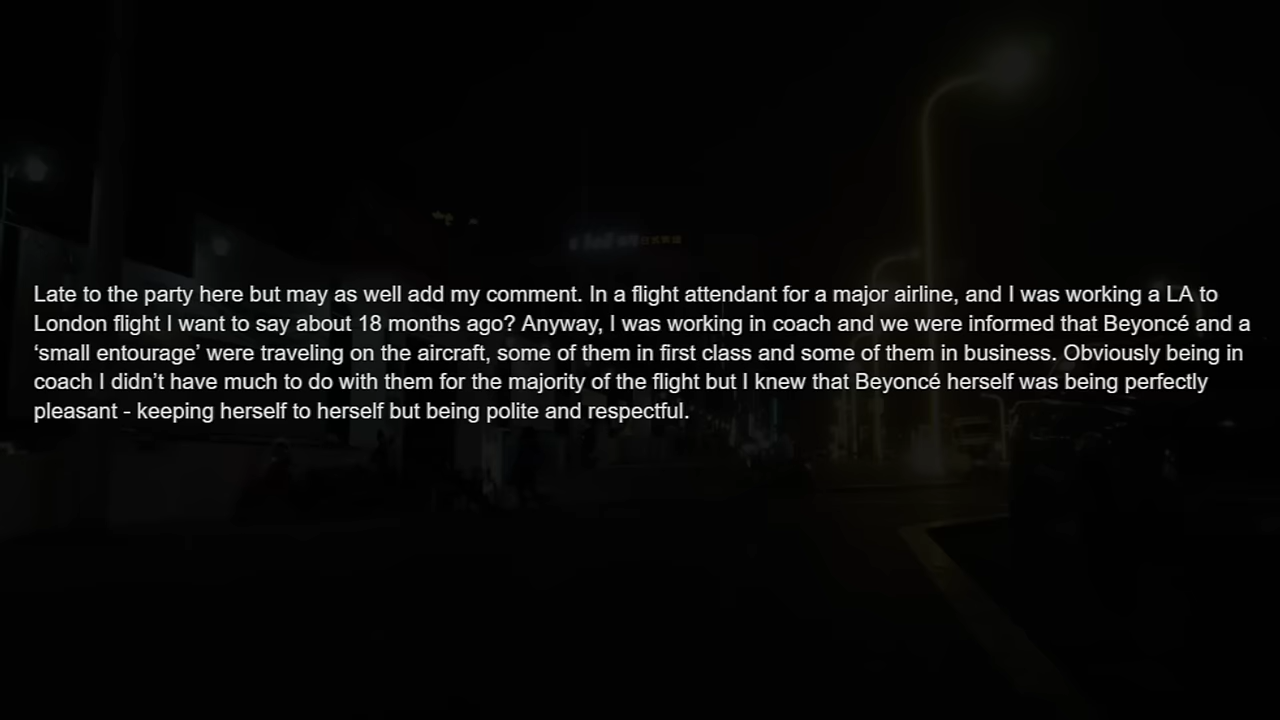 Late to the party here but may as well add my comment. In a flight attendant for a major airline, and I was working a LA to
London flight I want to say about 18 months ago? Anyway, I was working in coach and we were informed that Beyoncé and a
‘small entourage’ were traveling on the aircraft, some of them in first class and some of them in business. Obviously being in
coach I didn’t have much to do with them for the majority of the flight but I knew that Beyoncé herself was being perfectly
pleasant - keeping herself to herself but being polite and respectful.